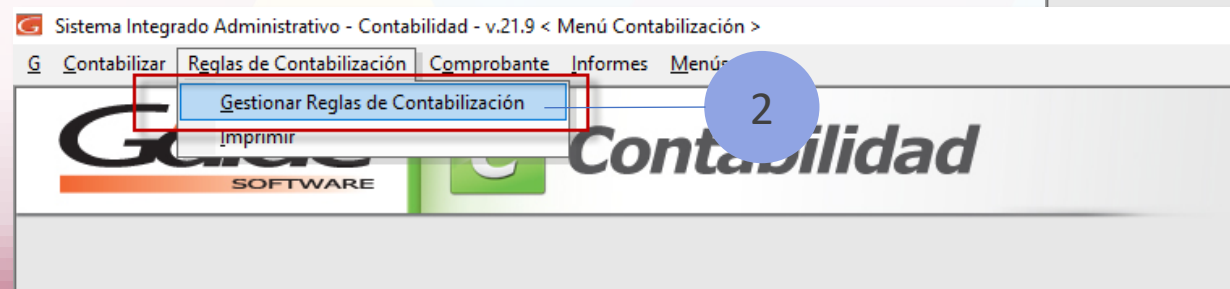 Sistema Integrado Administrativo - Contabilidad - v.21.9 < Menú Contabilización >
G Contabilizar Reglas de Contabilización Comprobante Informes Menús
Gestionar Reglas de Contabilización
2
Imprimir
Contabilidad
SOFTWARE